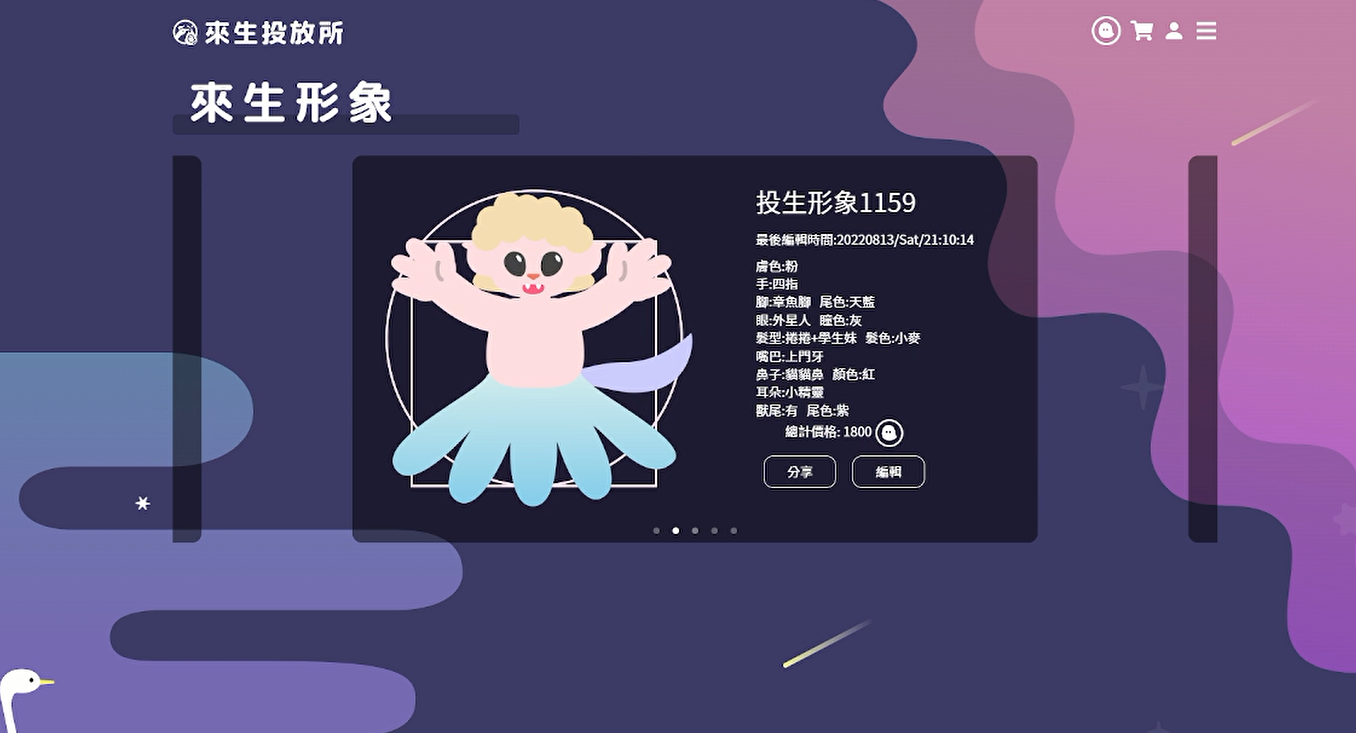 來生投放所
來生形象
投生形象1159
最後編輯時間:20220813/Sat/21:10:14
膚色:粉
手:四指
腳:章魚腳 尾色:天藍
眼:外星人 瞳色:灰
髮型:捲捲+學生妹 髮色:小麥
嘴巴:上門牙
鼻子:貓貓鼻 顏色:紅
耳朵:小精靈
獸尾:有 尾色:紫
總計價格: 1800
分享 編輯